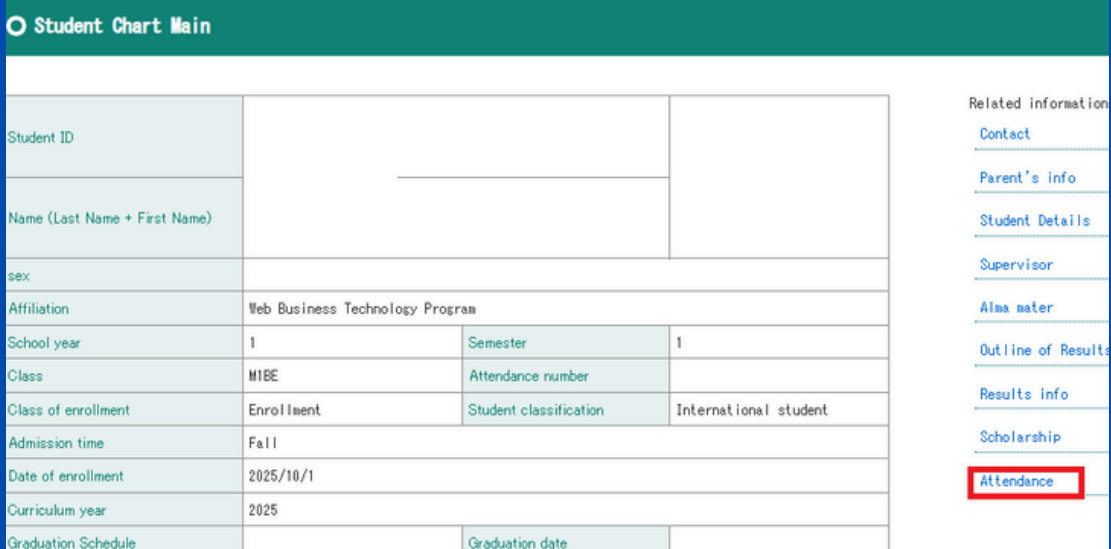 Student Chart Main
Related information
Student ID
Contact
Parent's info
Name (Last Name + First Name)
Student Details
sex
Supervisor
Affiliation Web Business Technology Program
Alma mater
School year 1 Semester 1
Outline of Results
Class M1BE Attendance number
Results info
Class of enrollment Enrollment Student classification International student
Scholarship
Admission time Fall
Date of enrollment 2025/10/1
Attendance
Curriculum year 2025
Graduation Schedule Graduation date